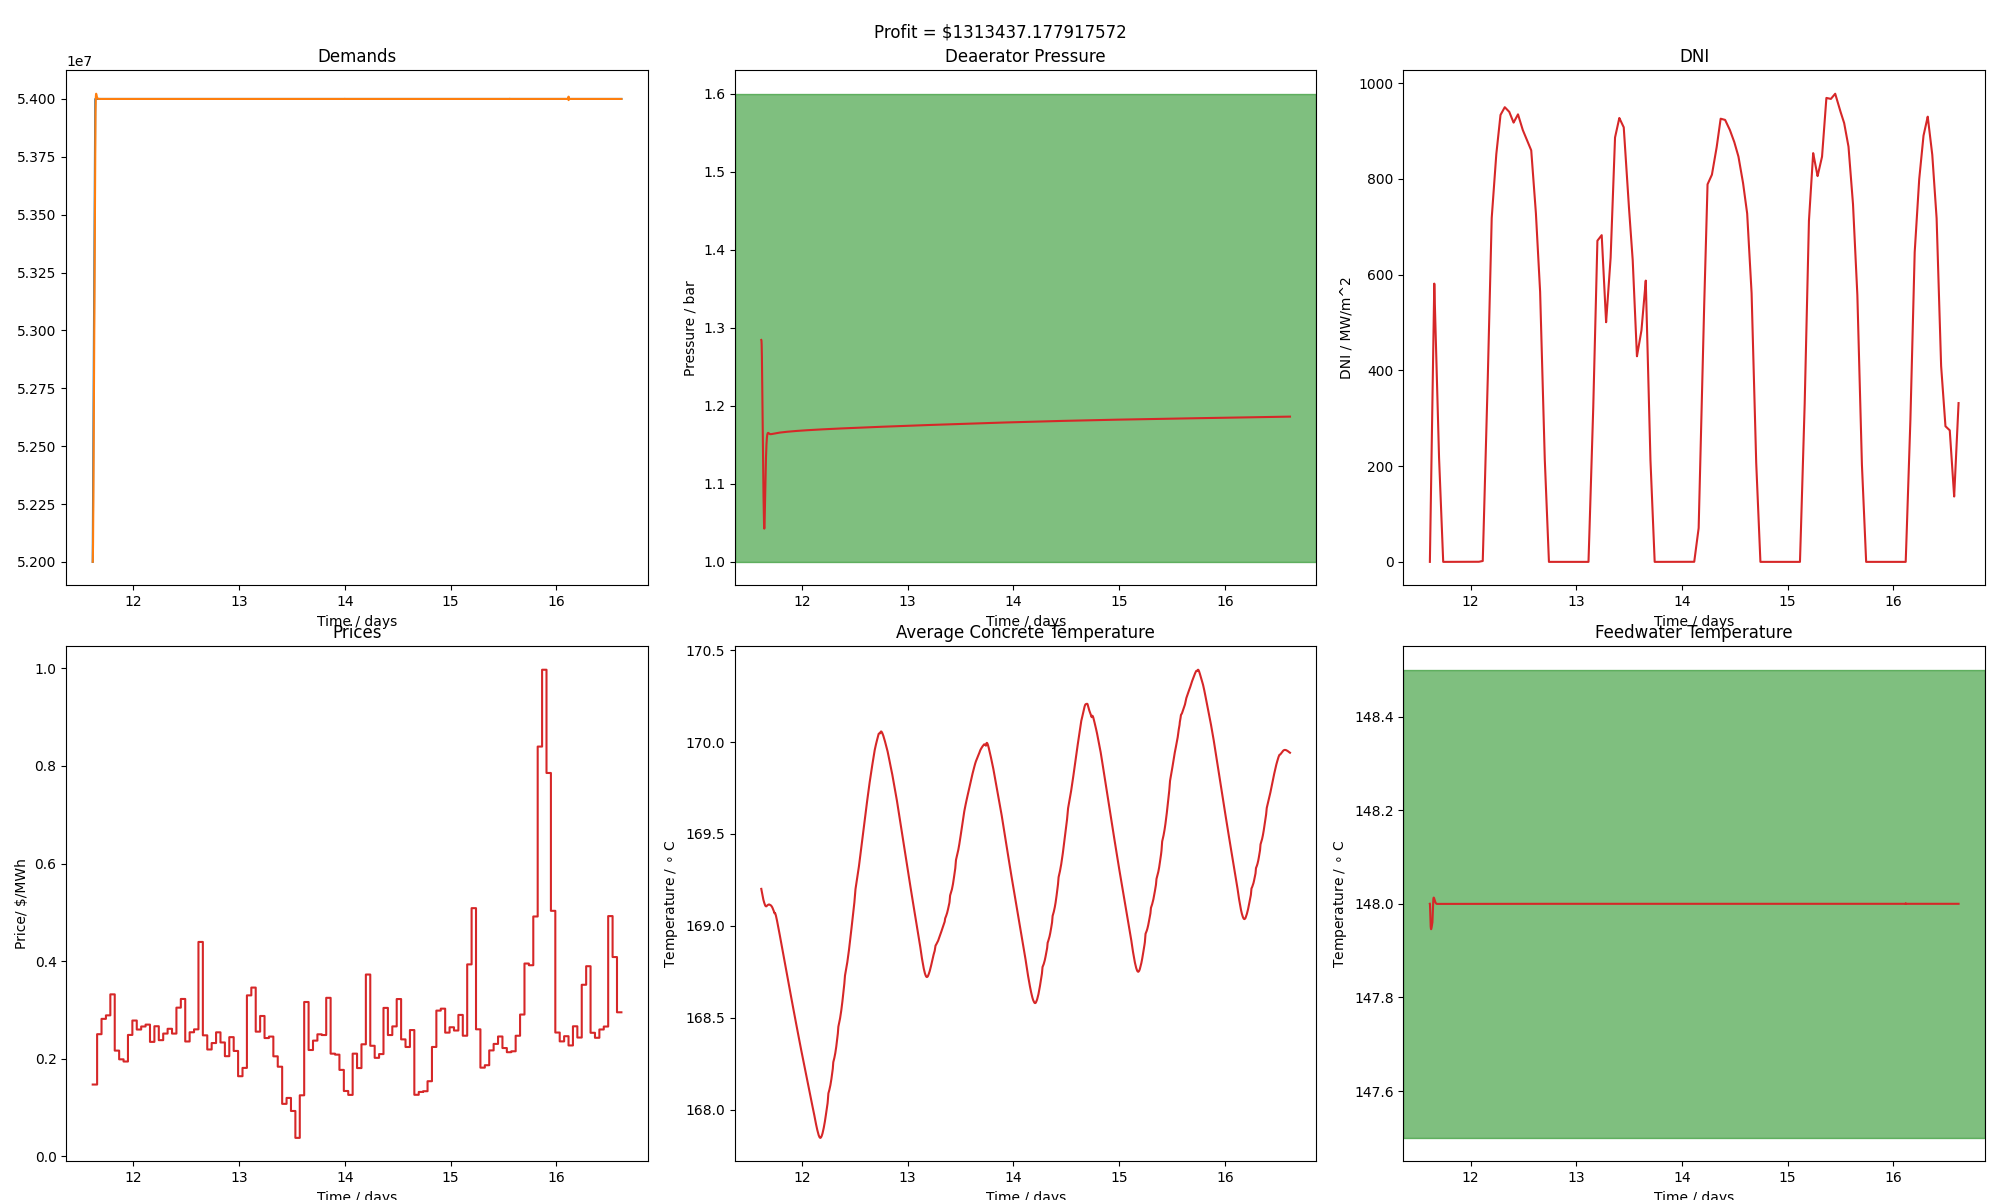 Profit = $1313437.177917572
Demands
1e7
5.400
5.375
5.350
5.325
5.300
5.275
5.250
5.225
5.200
12 13 14 15 16
Time / days
Deaerator Pressure
Pressure / bar
1.6
1.5
1.4
1.3
1.2
1.1
1.0
12 13 14 15 16
Time / days
DNI
DNI / MW/m^2
1000
800
600
400
200
0
12 13 14 15 16
Time / days
Prices
Price/ $/MWh
1.0
0.8
0.6
0.4
0.2
0.0
12 13 14 15 16
Time / days
Average Concrete Temperature
Temperature / ∘ C
170.5
170.0
169.5
169.0
168.5
168.0
12 13 14 15 16
Time / days
Feedwater Temperature
Temperature / ∘ C
148.4
148.2
148.0
147.8
147.6
12 13 14 15 16
Time / days